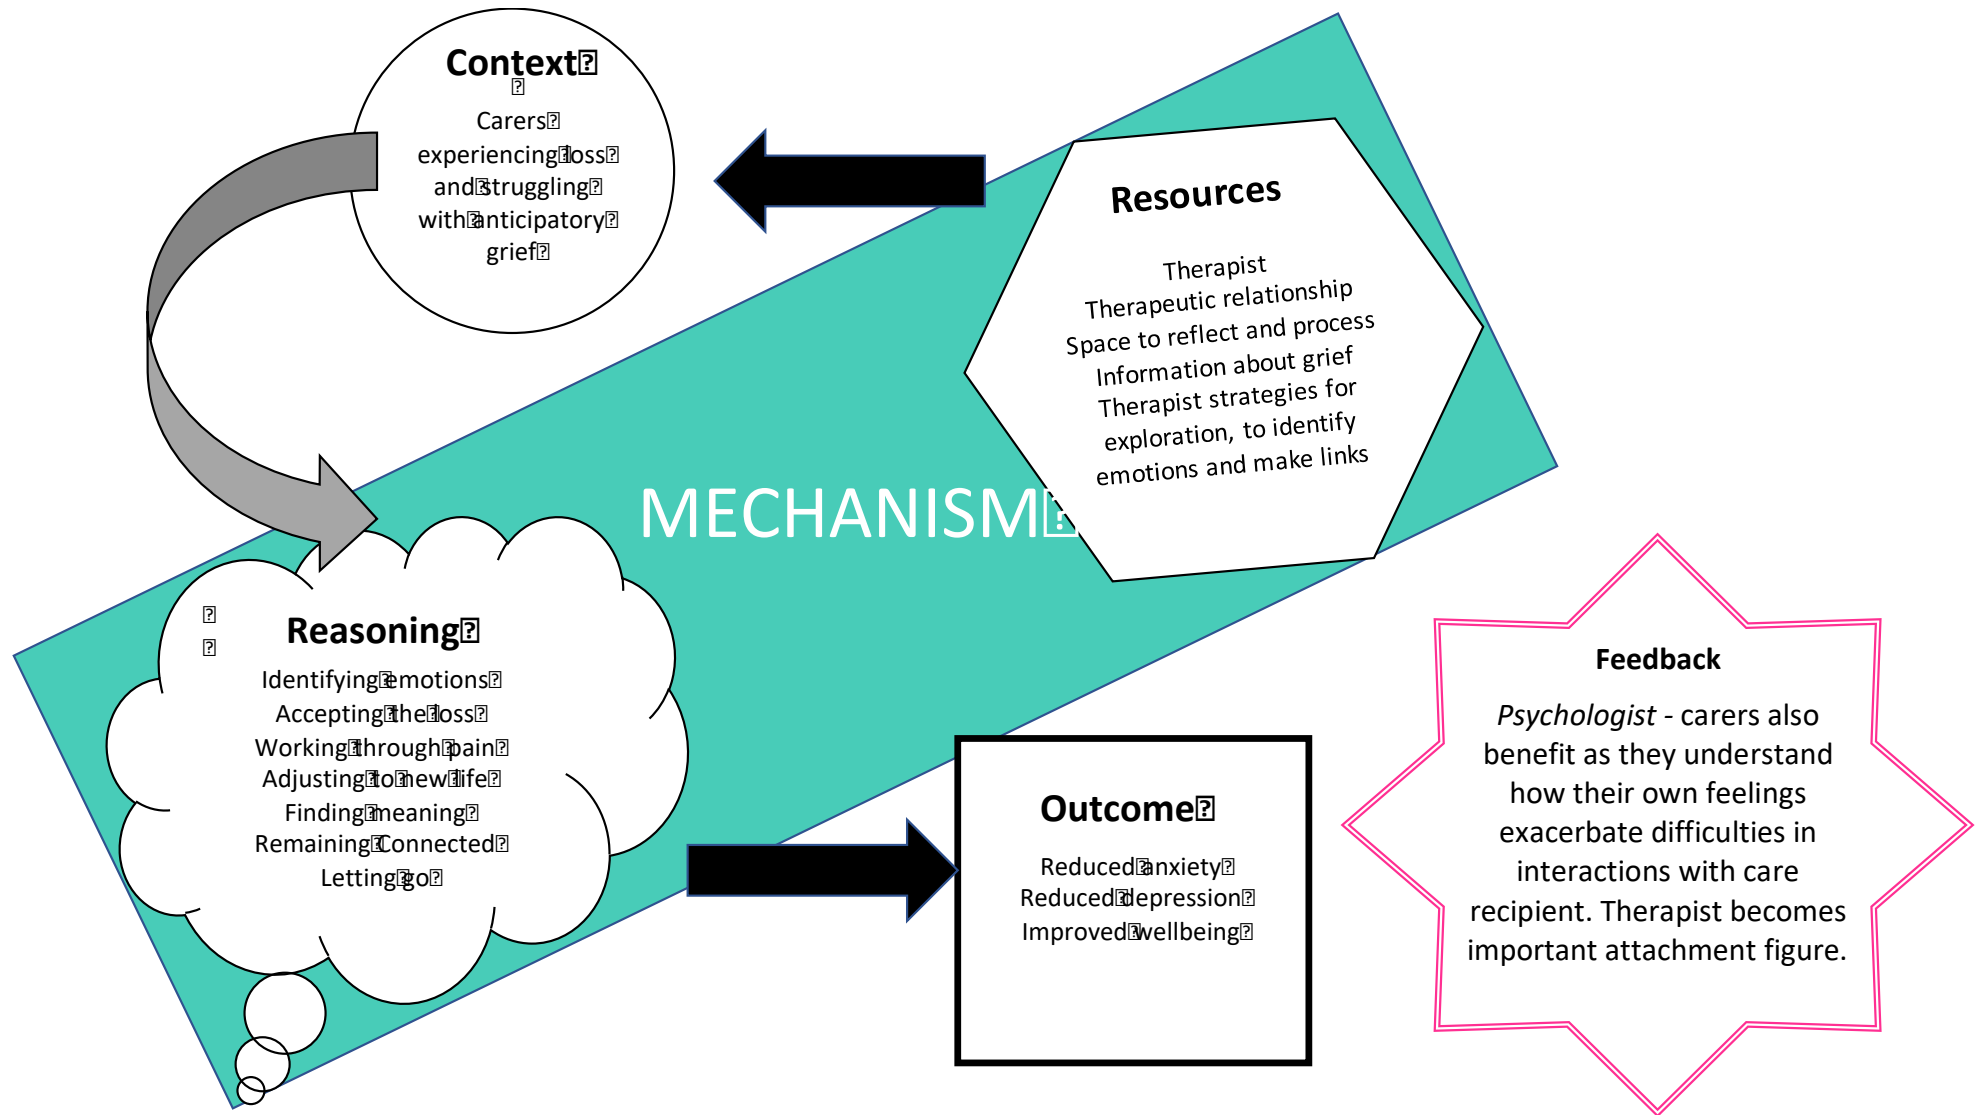 Context
Carers
experiencing loss
and struggling
with anticipatory
grief
Resources
Therapist
Therapeutic relationship
Space to reflect and process
Information about grief
Therapist strategies for
exploration, to identify
emotions and make links
MECHANISM
Reasoning
Identifying emotions
Accepting the loss
Working through pain
Adjusting to new life
Finding meaning
Remaining Connected
Letting go
Outcome
Reduced anxiety
Reduced depression
Improved wellbeing
Feedback
Psychologist - carers also
benefit as they understand
how their own feelings
exacerbate difficulties in
interactions with care
recipient. Therapist becomes
important attachment figure.